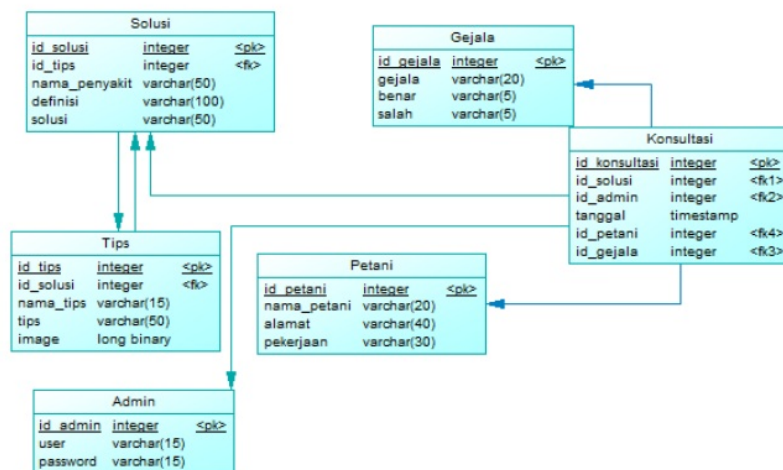 Solusi
id_solusi integer <pk>
id_tips integer <fk>
nama_penyakit varchar(50)
definisi varchar(100)
solusi varchar(50)
Gejala
id_gejala integer <pk>
gejala varchar(20)
benar varchar(5)
salah varchar(5)
Konsultasi
id_konsultasi integer <pk>
id_solusi integer <fk1>
id_admin integer <fk2>
tanggal timestamp
id_petani integer <fk4>
id_gejala integer <fk3>
Tips
id_tips integer <pk>
id_solusi integer <fk>
nama_tips varchar(15)
tips varchar(50)
image long binary
Petani
id_petani integer <pk>
nama_petani varchar(20)
alamat varchar(40)
pekerjaan varchar(30)
Admin
id_admin integer <pk>
user varchar(15)
password varchar(15)